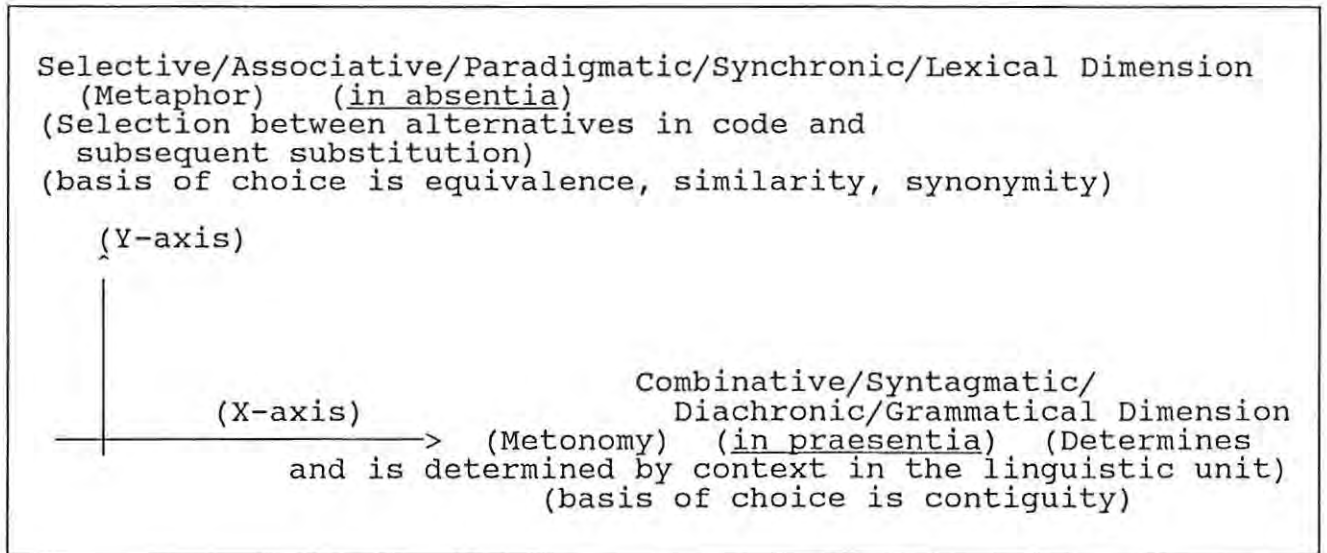 Selective/Associative/Paradigmatic/Synchronic/Lexical Dimension
(Metaphor) (in absentia)
(Selection between alternatives in code and
subsequent substitution)
(basis of choice is equivalence, similarity, synonymity)
(Y-axis)
Combinative/Syntagmatic/
(X-axis) Diachronic/Grammatical Dimension
(Metonomy) (in praesentia) (Determines
and is determined by context in the linguistic unit)
(basis of choice is contiguity)